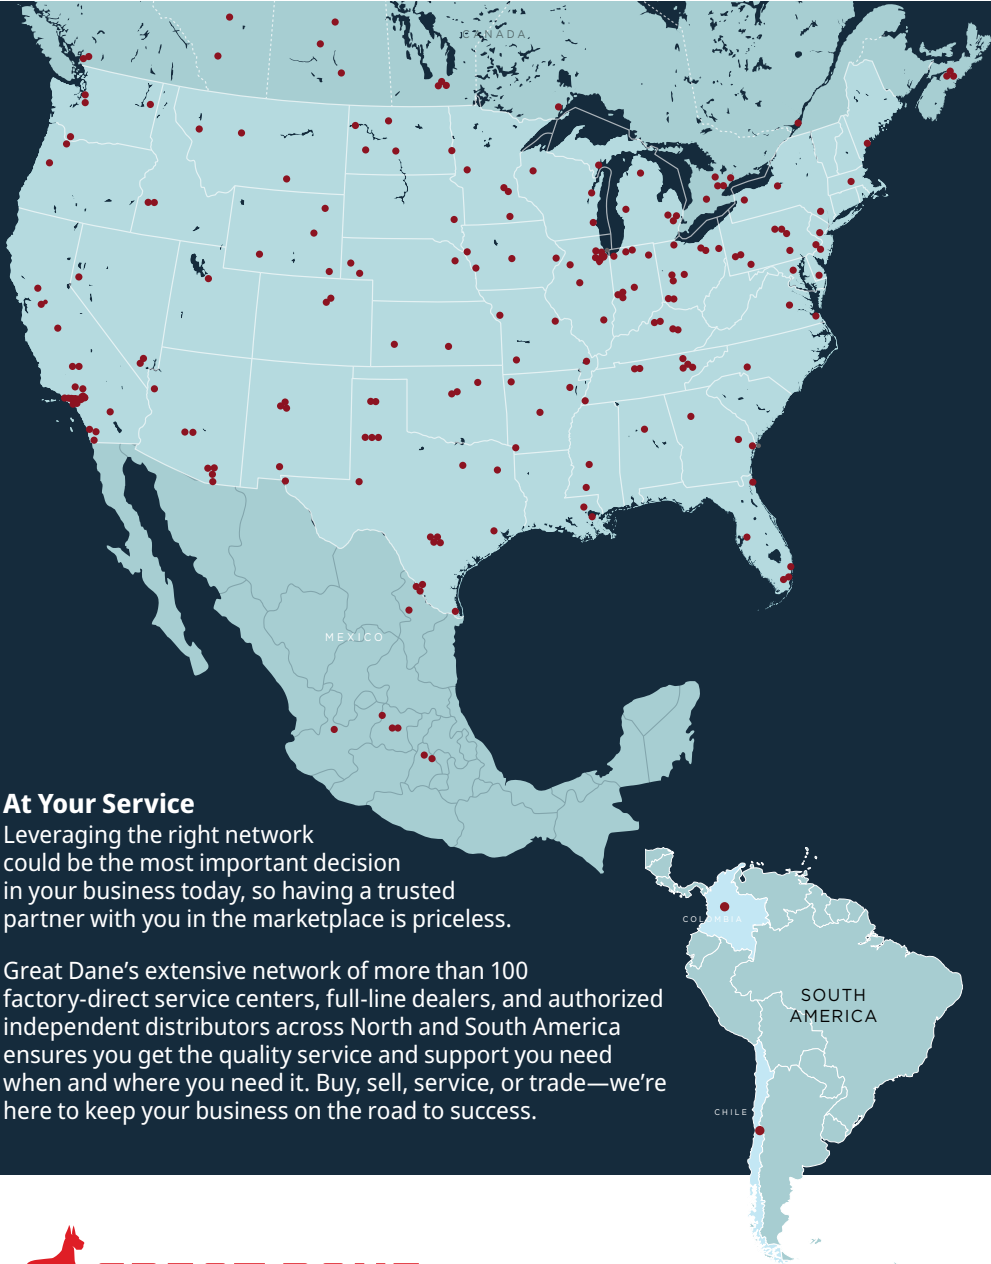 CANADA
MEXICO
At Your Service
Leveraging the right network
could be the most important decision
in your business today, so having a trusted
partner with you in the marketplace is priceless.
Great Dane’s extensive network of more than 100
factory-direct service centers, full-line dealers, and authorized
independent distributors across North and South America
ensures you get the quality service and support you need
when and where you need it. Buy, sell, service, or trade—we’re
here to keep your business on the road to success.
COLOMBIA
SOUTH
AMERICA
CHILE